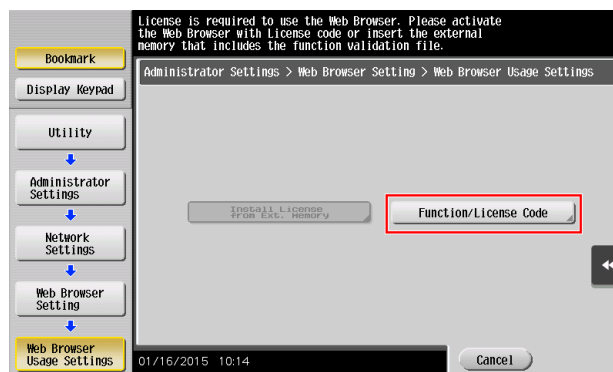 License is required to use the Web Browser. Please activate
the Web Browser with License code or insert the external
memory that includes the function validation file.
Bookmark
Display Keypad
Administrator Settings > Web Browser Setting > Web Browser Usage Settings
Utility
Administrator
Settings
Network
Settings
Web Browser
Setting
Web Browser
Usage Settings
Install License
from Ext. Memory
Function/License Code
01/16/2015 10:14
Cancel